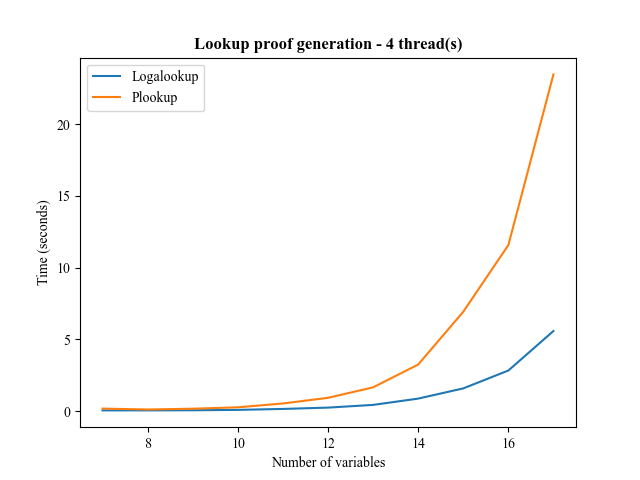 Lookup proof generation - 4 thread(s)
Logalookup
Plookup
Time (seconds)
20
15
10
5
0
8 10 12 14 16
Number of variables